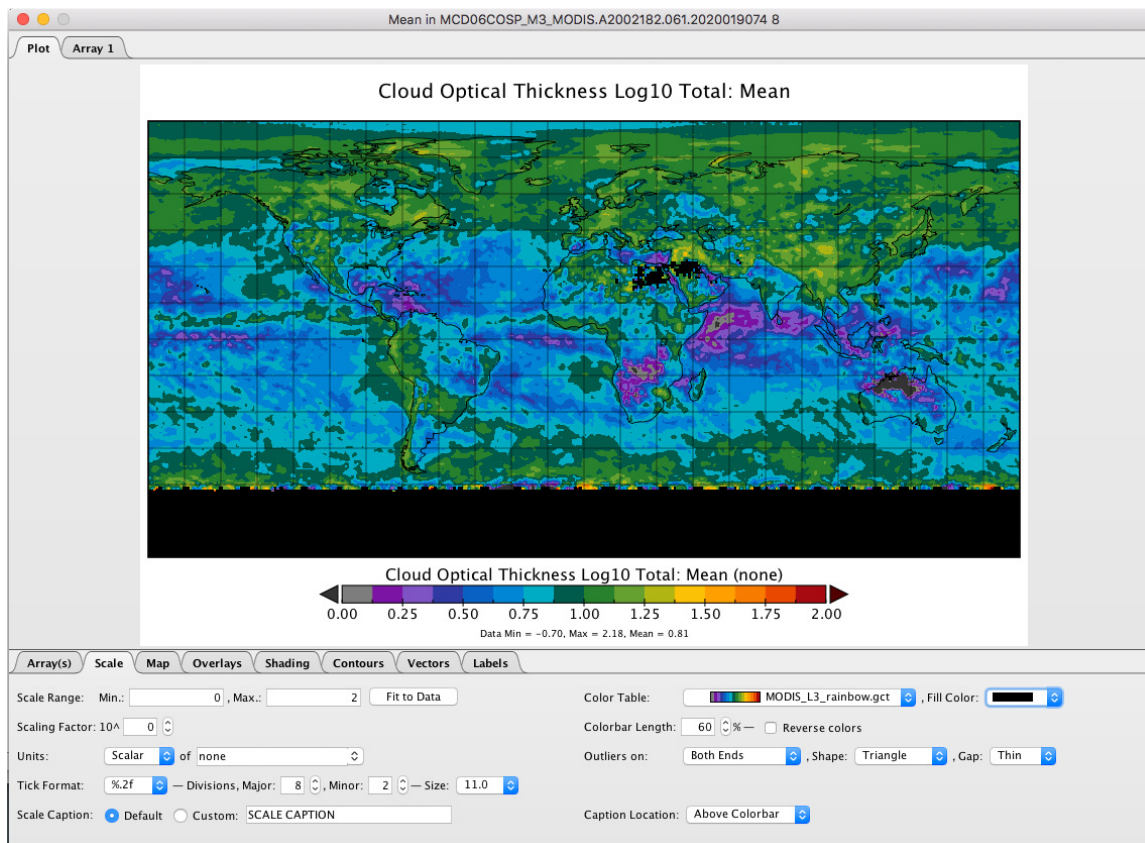 Mean in MCD06COSP_M3_MODIS.A2002182.061.2020019074 8
Plot Array 1
Cloud Optical Thickness Log10 Total: Mean
Cloud Optical Thickness Log10 Total: Mean (none)
0.00 0.25 0.50 0.75 1.00 1.25 1.50 1.75 2.00
Data Min = -0.70, Max = 2.18, Mean = 0.81
Array(s) Scale Map Overlays Shading Contours Vectors Labels
Scale Range: Min.: 0 , Max.: 2 Fit to Data Color Table: MODIS_L3_rainbow.gct , Fill Color:
Scaling Factor: 10^ 0 Colorbar Length: 60 % — Reverse colors
Units: Scalar of none Outliers on: Both Ends , Shape: Triangle , Gap: Thin
Tick Format: %.2f — Divisions, Major: 8 , Minor: 2 — Size: 11.0
Scale Caption: Default Custom: SCALE CAPTION Caption Location: Above Colorbar